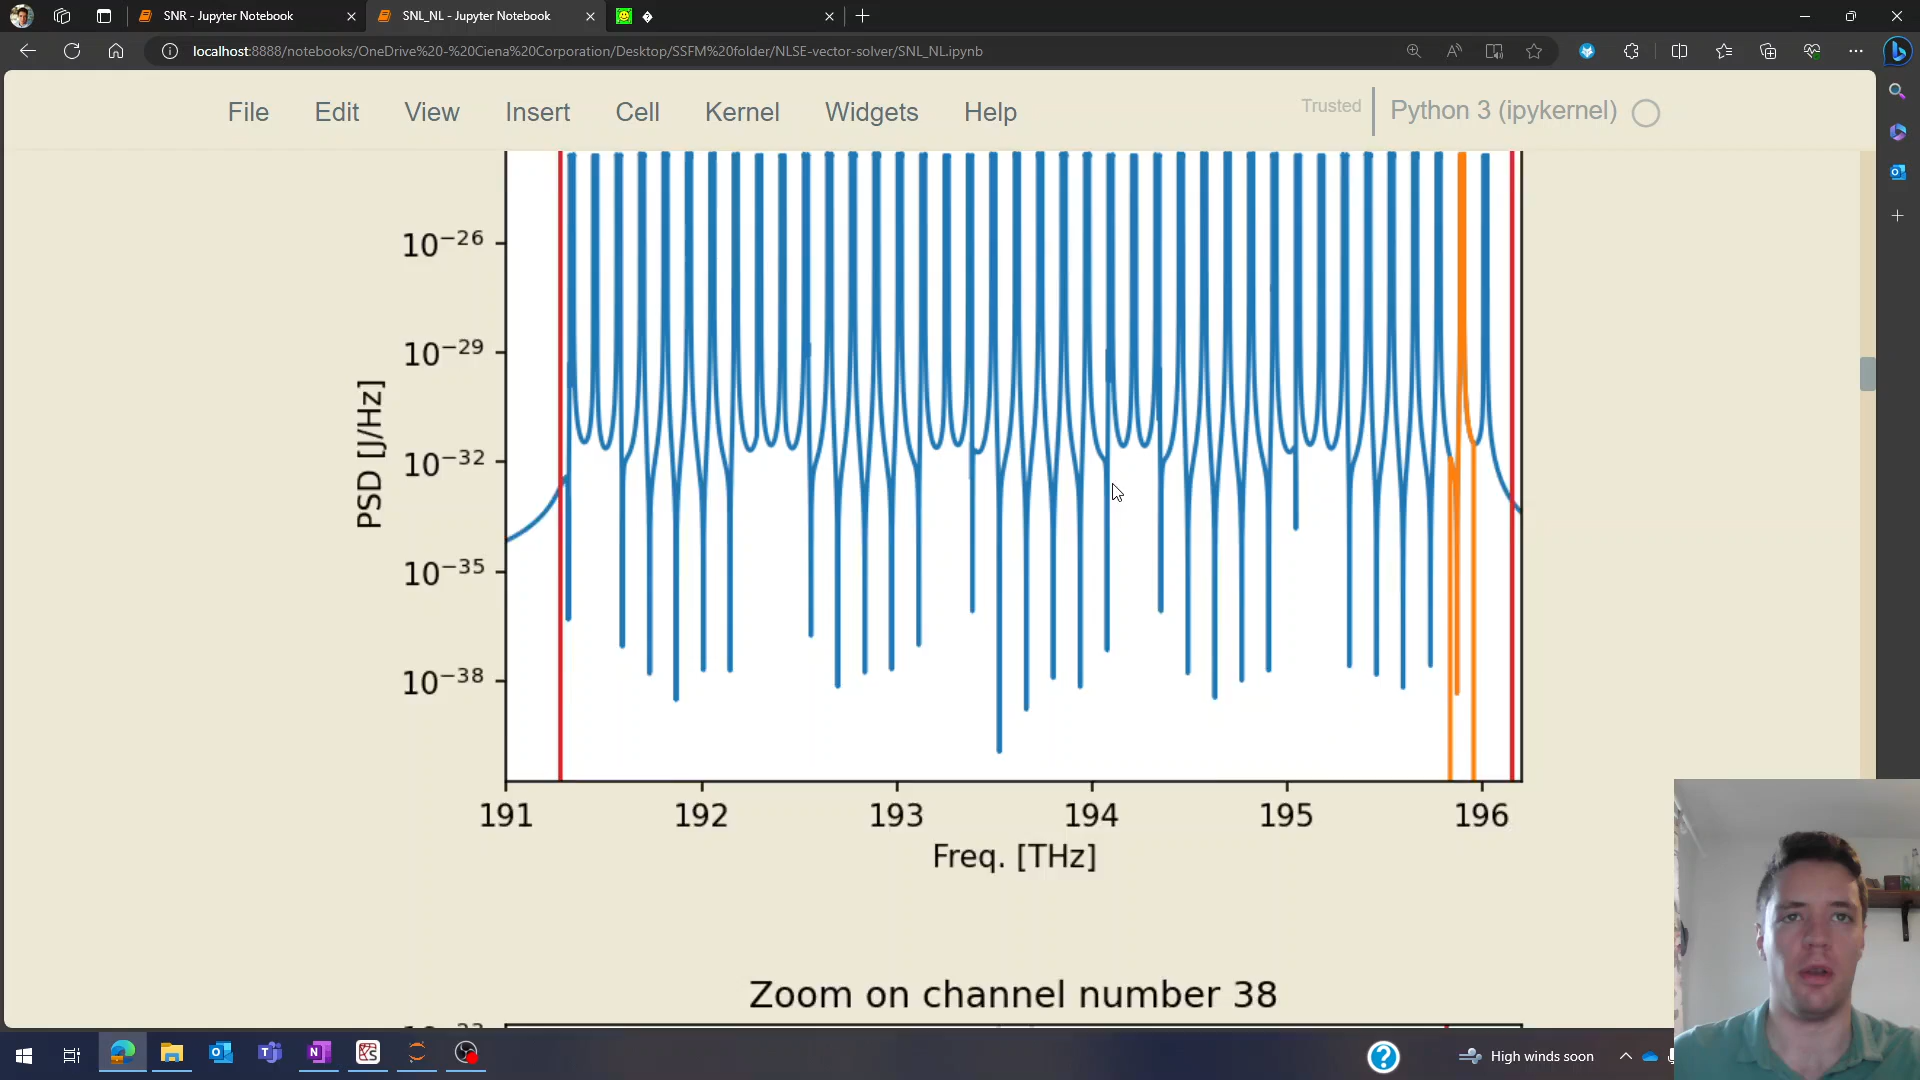 SNR - Jupyter Notebook
SNL_NL - Jupyter Notebook
localhost:8888/notebooks/OneDrive%20-%20Ciena%20Corporation/Desktop/SSFM%20folder/NLSE-vector-solver/SNL_NL.ipynb
File Edit View Insert Cell Kernel Widgets Help
Trusted
Python 3 (ipykernel)
10⁻²⁶
10⁻²⁹
10⁻³²
10⁻³⁵
10⁻³⁸
PSD [J/Hz]
191 192 193 194 195 196
Freq. [THz]
Zoom on channel number 38
High winds soon